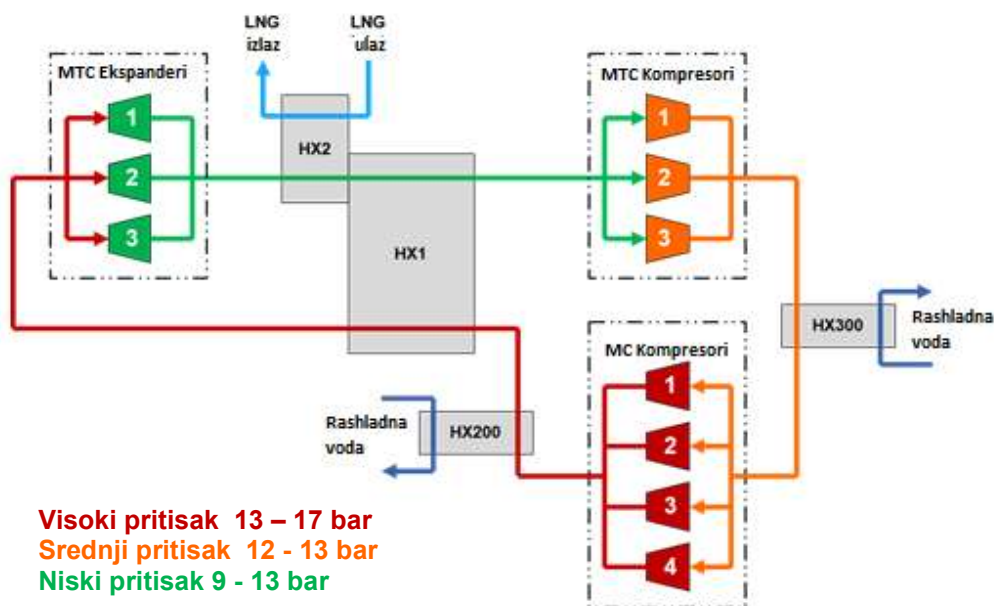 LNG
izlaz
LNG
ulaz
MTC Ekspanderi
1
2
3
HX2
HX1
MTC Kompresori
1
2
3
HX300
Rashladna
voda
MC Kompresori
1
2
3
4
Rashladna
voda
HX200
Visoki pritisak 13 – 17 bar
Srednji pritisak 12 - 13 bar
Niski pritisak 9 - 13 bar